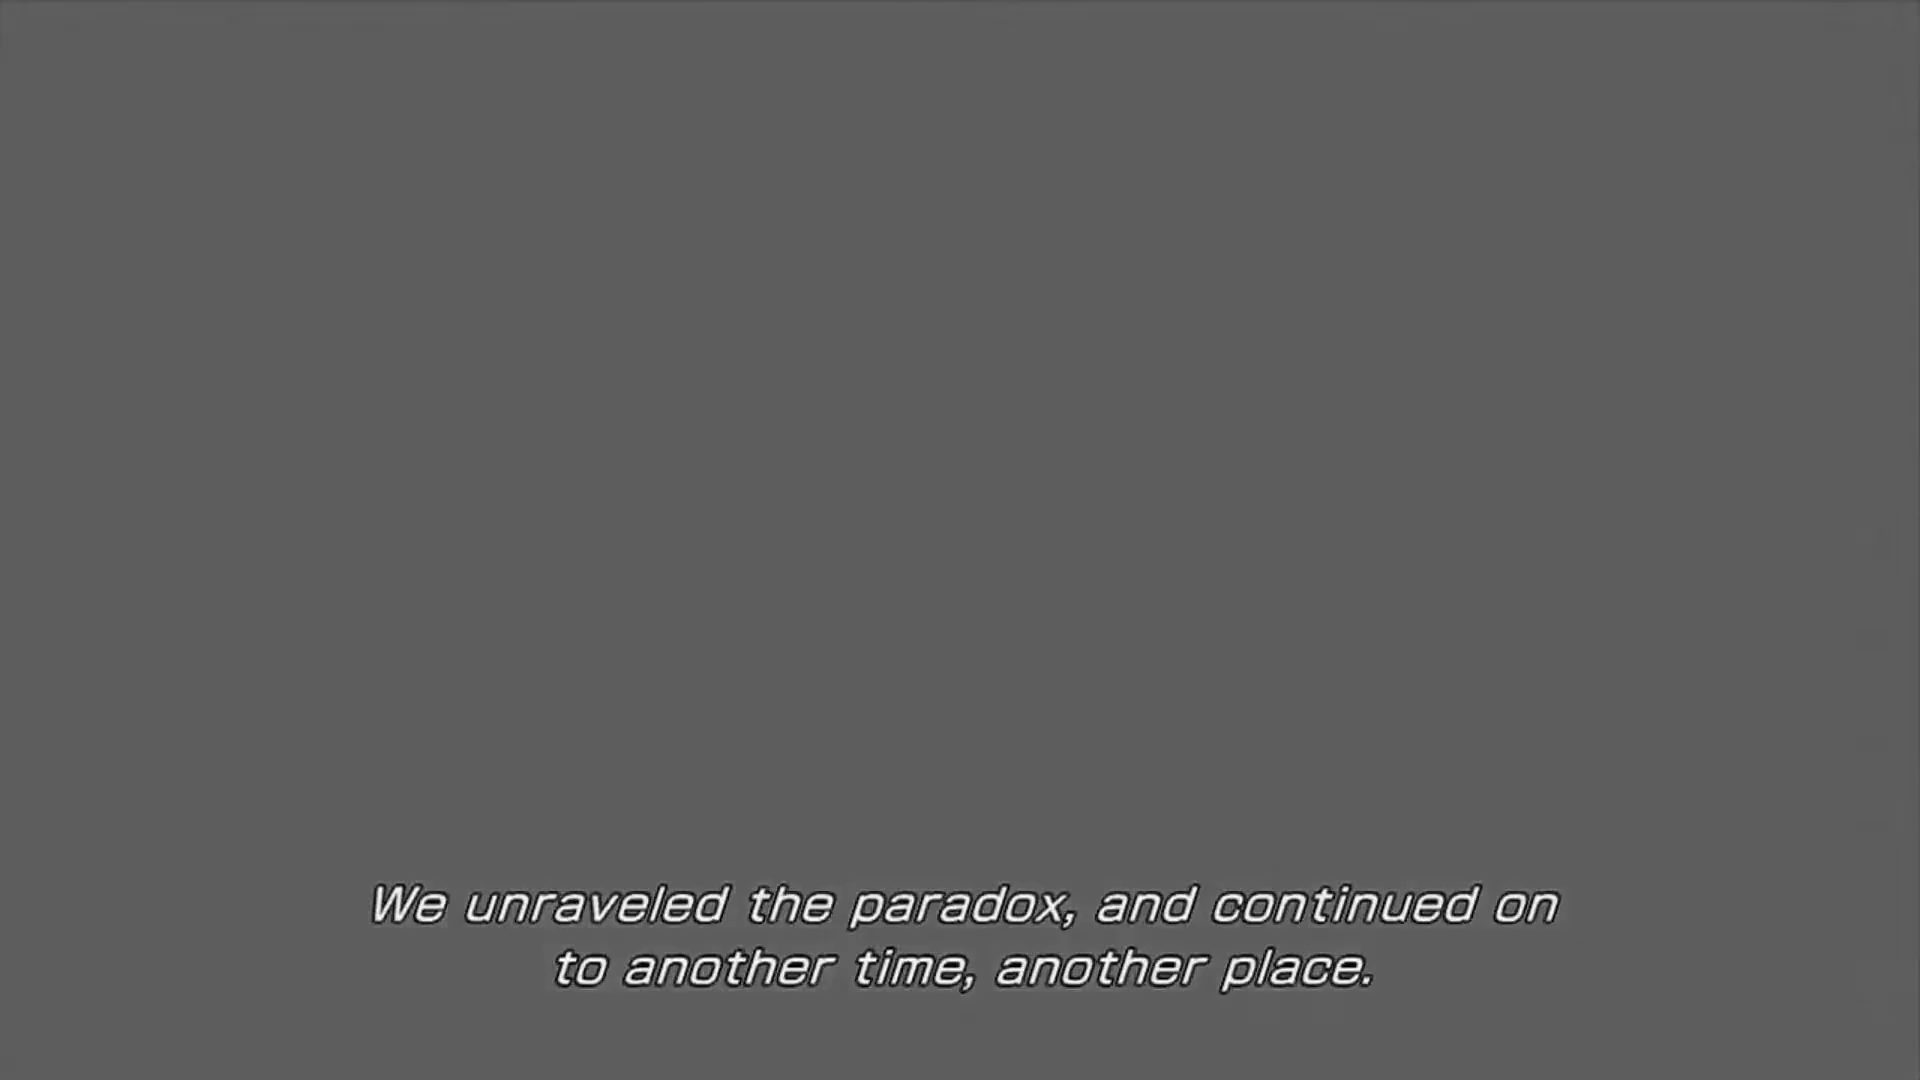 We unraveled the paradox, and continued on
to another time, another place.